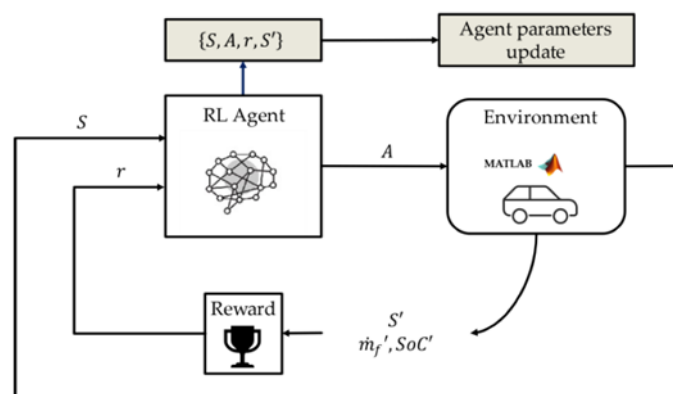 {S, A, r, S′}
Agent parameters
update
RL Agent
Environment
S
A
MATLAB
r
Reward
S′
ṁf′, SoC′